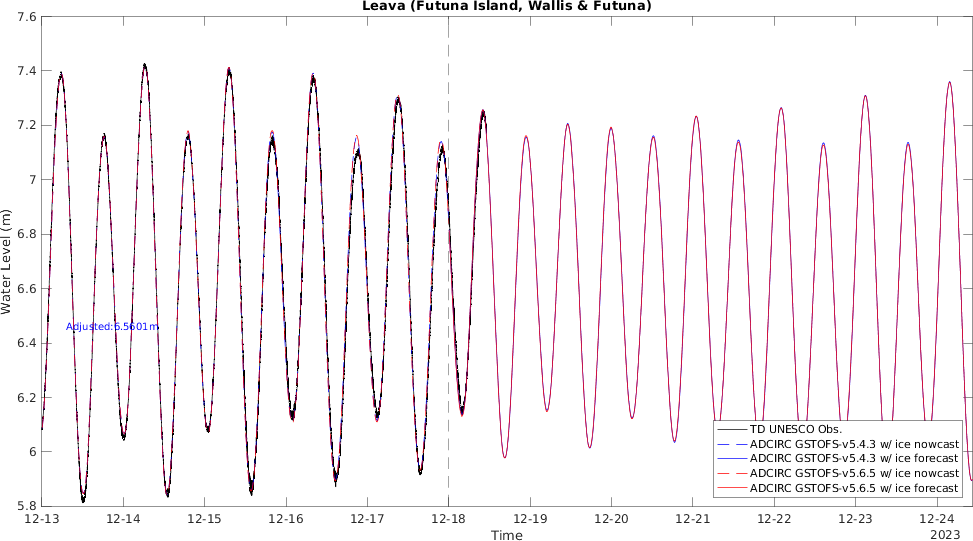 Leava (Futuna Island, Wallis & Futuna)
7.6
7.4
7.2
7
6.8
6.6
6.4
6.2
6
5.8
Water Level (m)
Adjusted:6.5601m
TD UNESCO Obs.
ADCIRC GSTOFS-v5.4.3 w/ ice nowcast
ADCIRC GSTOFS-v5.4.3 w/ ice forecast
ADCIRC GSTOFS-v5.6.5 w/ ice nowcast
ADCIRC GSTOFS-v5.6.5 w/ ice forecast
12-13 12-14 12-15 12-16 12-17 12-18 12-19 12-20 12-21 12-22 12-23 12-24
Time
2023